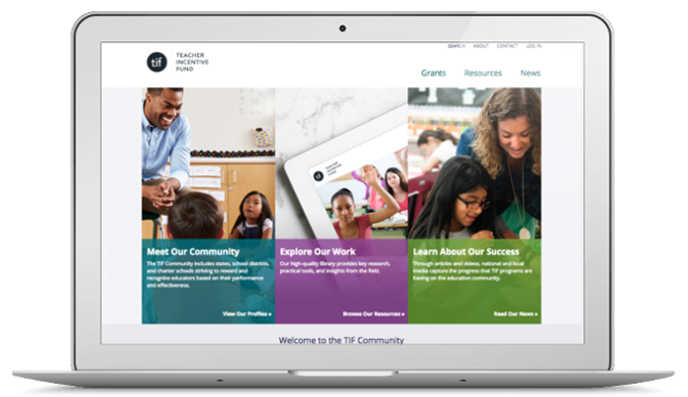 SEARCH ABOUT CONTACT LOG IN
tif
TEACHER
INCENTIVE
FUND
Grants Resources News
TEACHER
INCENTIVE
FUND
Meet Our Community
The TIF Community includes states, school districts,
and charter schools striving to reward and
recognize educators based on their performance
and effectiveness.
View Our Profiles »
Explore Our Work
Our high-quality library provides key research,
practical tools, and insights from the field.
Browse Our Resources »
Learn About Our Success
Through articles and videos, national and local
media capture the progress that TIF programs are
having on the education community.
Read Our News »
Welcome to the TIF Community